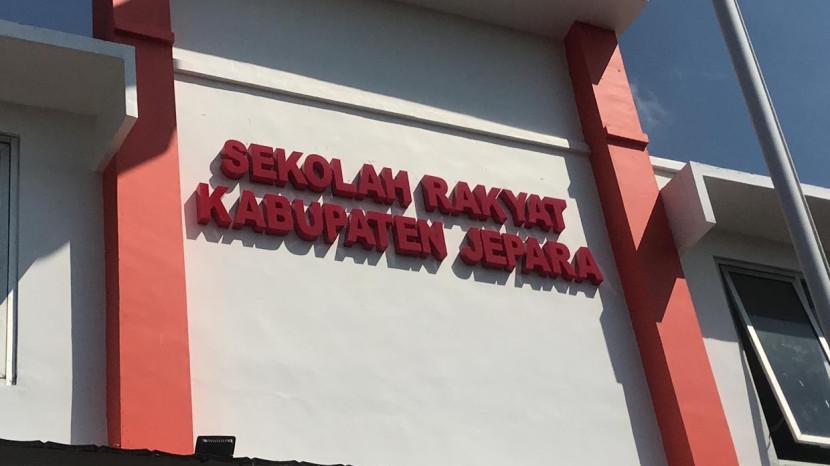 SEKOLAH RAKYAT
KABUPATEN JEPARA